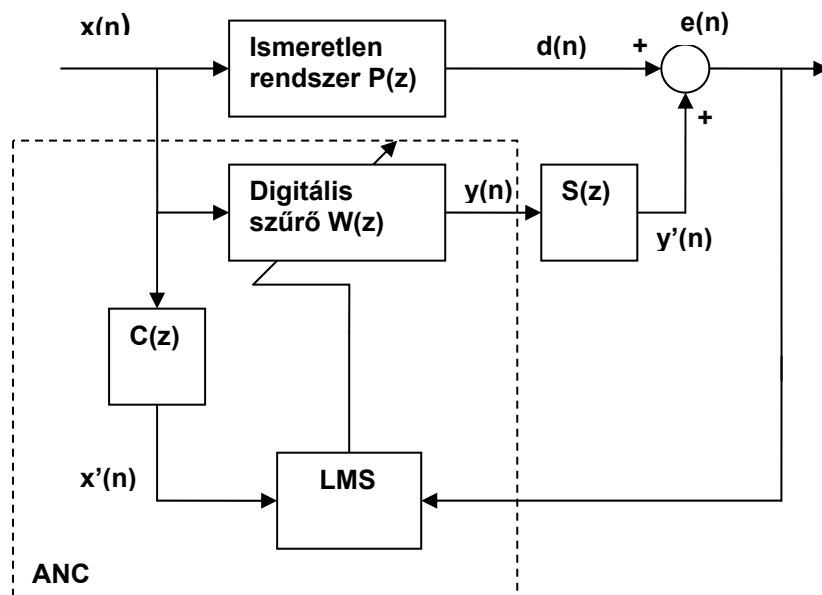 x(n)
Ismeretlen
rendszer P(z)
d(n)
+
e(n)
+
Digitális
szűrő W(z)
y(n)
S(z)
y’(n)
C(z)
x’(n)
LMS
ANC